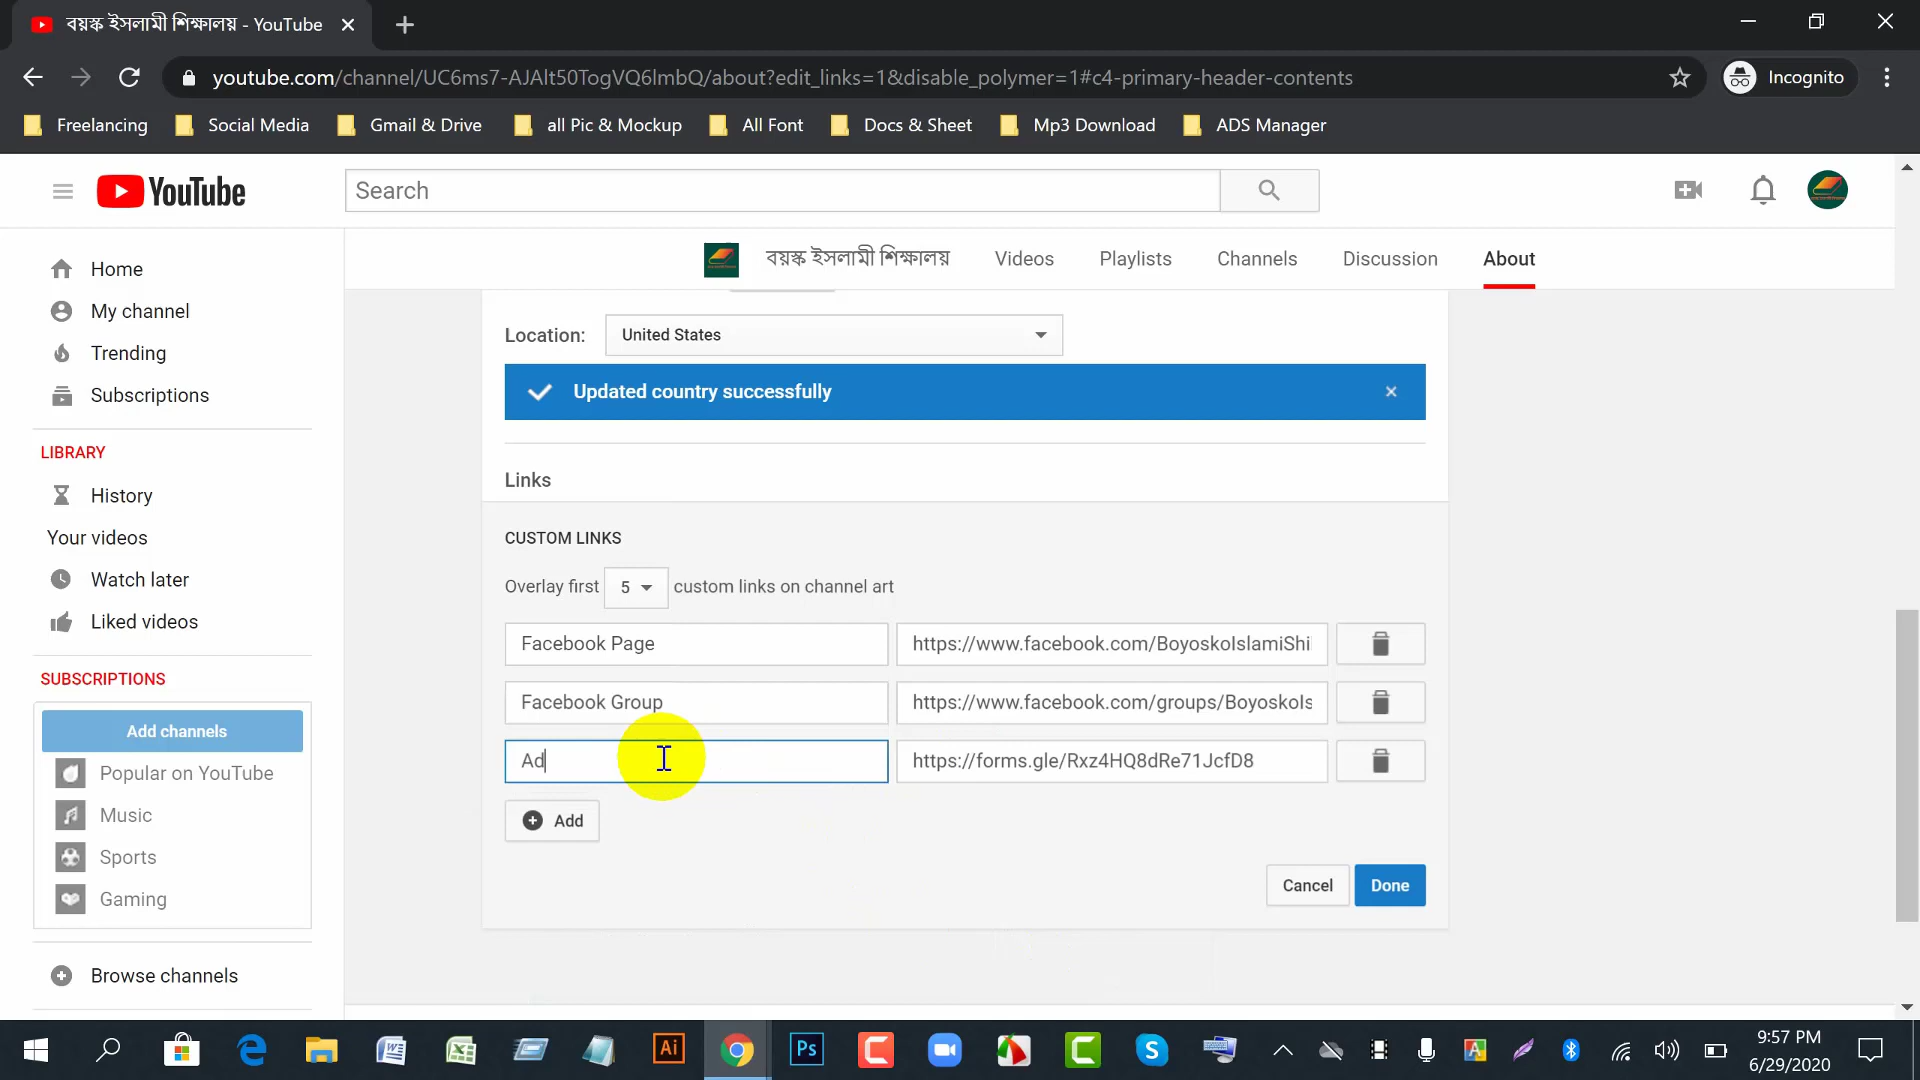 বয়স্ক ইসলামী শিক্ষালয় - YouTube
youtube.com/channel/UC6ms7-AJAlt50TogVQ6lmbQ/about?edit_links=1&disable_polymer=1#c4-primary-header-contents
Incognito
Freelancing
Social Media
Gmail & Drive
all Pic & Mockup
All Font
Docs & Sheet
Mp3 Download
ADS Manager
YouTube
Search
বয়স্ক ইসলামী শিক্ষালয়
Videos
Playlists
Channels
Discussion
About
Home
My channel
Trending
Subscriptions
LIBRARY
History
Your videos
Watch later
Liked videos
SUBSCRIPTIONS
Add channels
Popular on YouTube
Music
Sports
Gaming
Browse channels
Location: United States
Updated country successfully
Links
CUSTOM LINKS
Overlay first 5 custom links on channel art
Facebook Page https://www.facebook.com/BoyoskoIslamiShi
Facebook Group https://www.facebook.com/groups/BoyoskoIs
Ad https://forms.gle/Rxz4HQ8dRe71JcfD8
Add
Cancel
Done
Ai
Ps
9:57 PM
6/29/2020